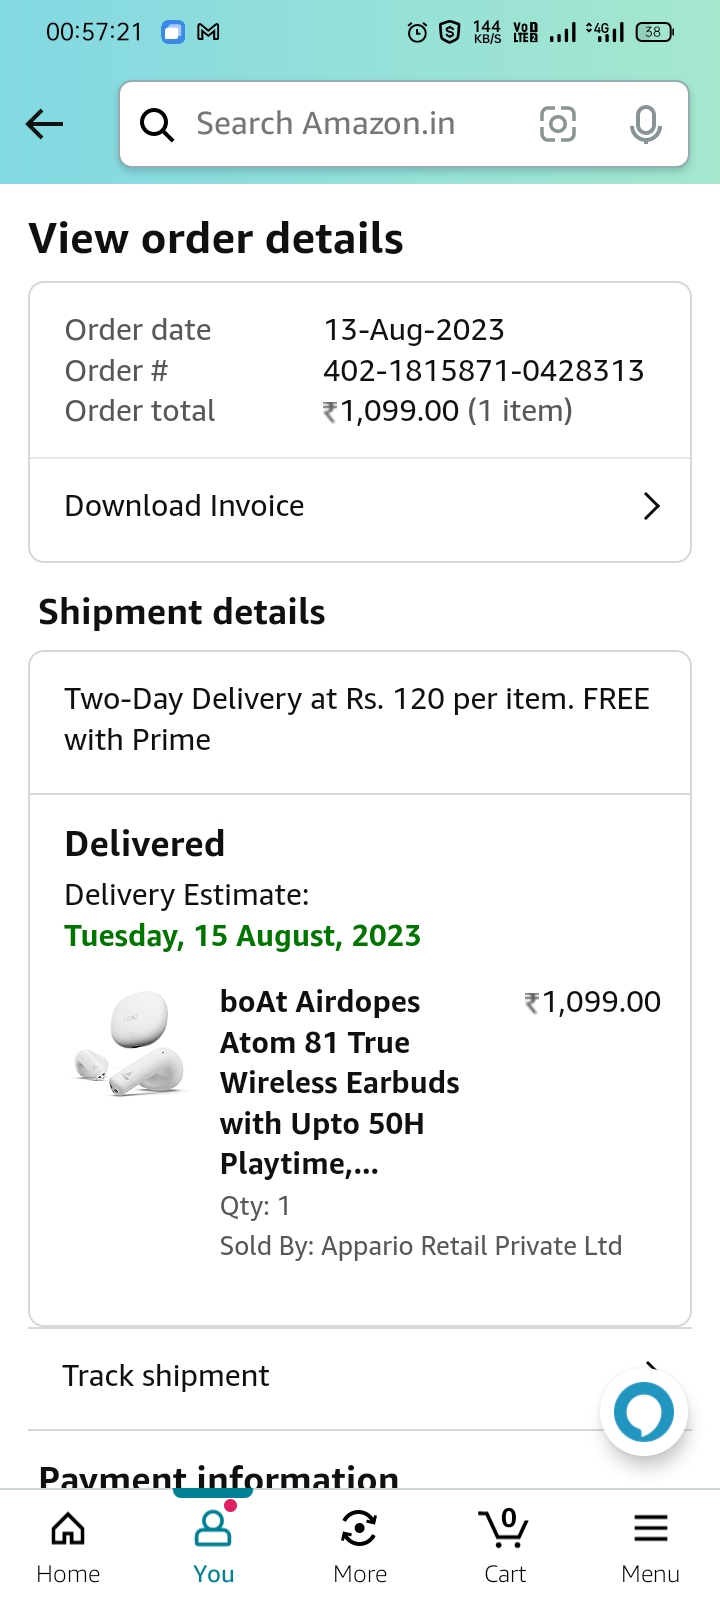 00:57:21
144 KB/S
VoD LTE2
4G
38
Search Amazon.in
View order details
Order date 13-Aug-2023
Order # 402-1815871-0428313
Order total ₹1,099.00 (1 item)
Download Invoice
Shipment details
Two-Day Delivery at Rs. 120 per item. FREE
with Prime
Delivered
Delivery Estimate:
Tuesday, 15 August, 2023
boAt Airdopes ₹1,099.00
Atom 81 True
Wireless Earbuds
with Upto 50H
Playtime,...
Qty: 1
Sold By: Appario Retail Private Ltd
Track shipment
Payment information
0
Home You More Cart Menu